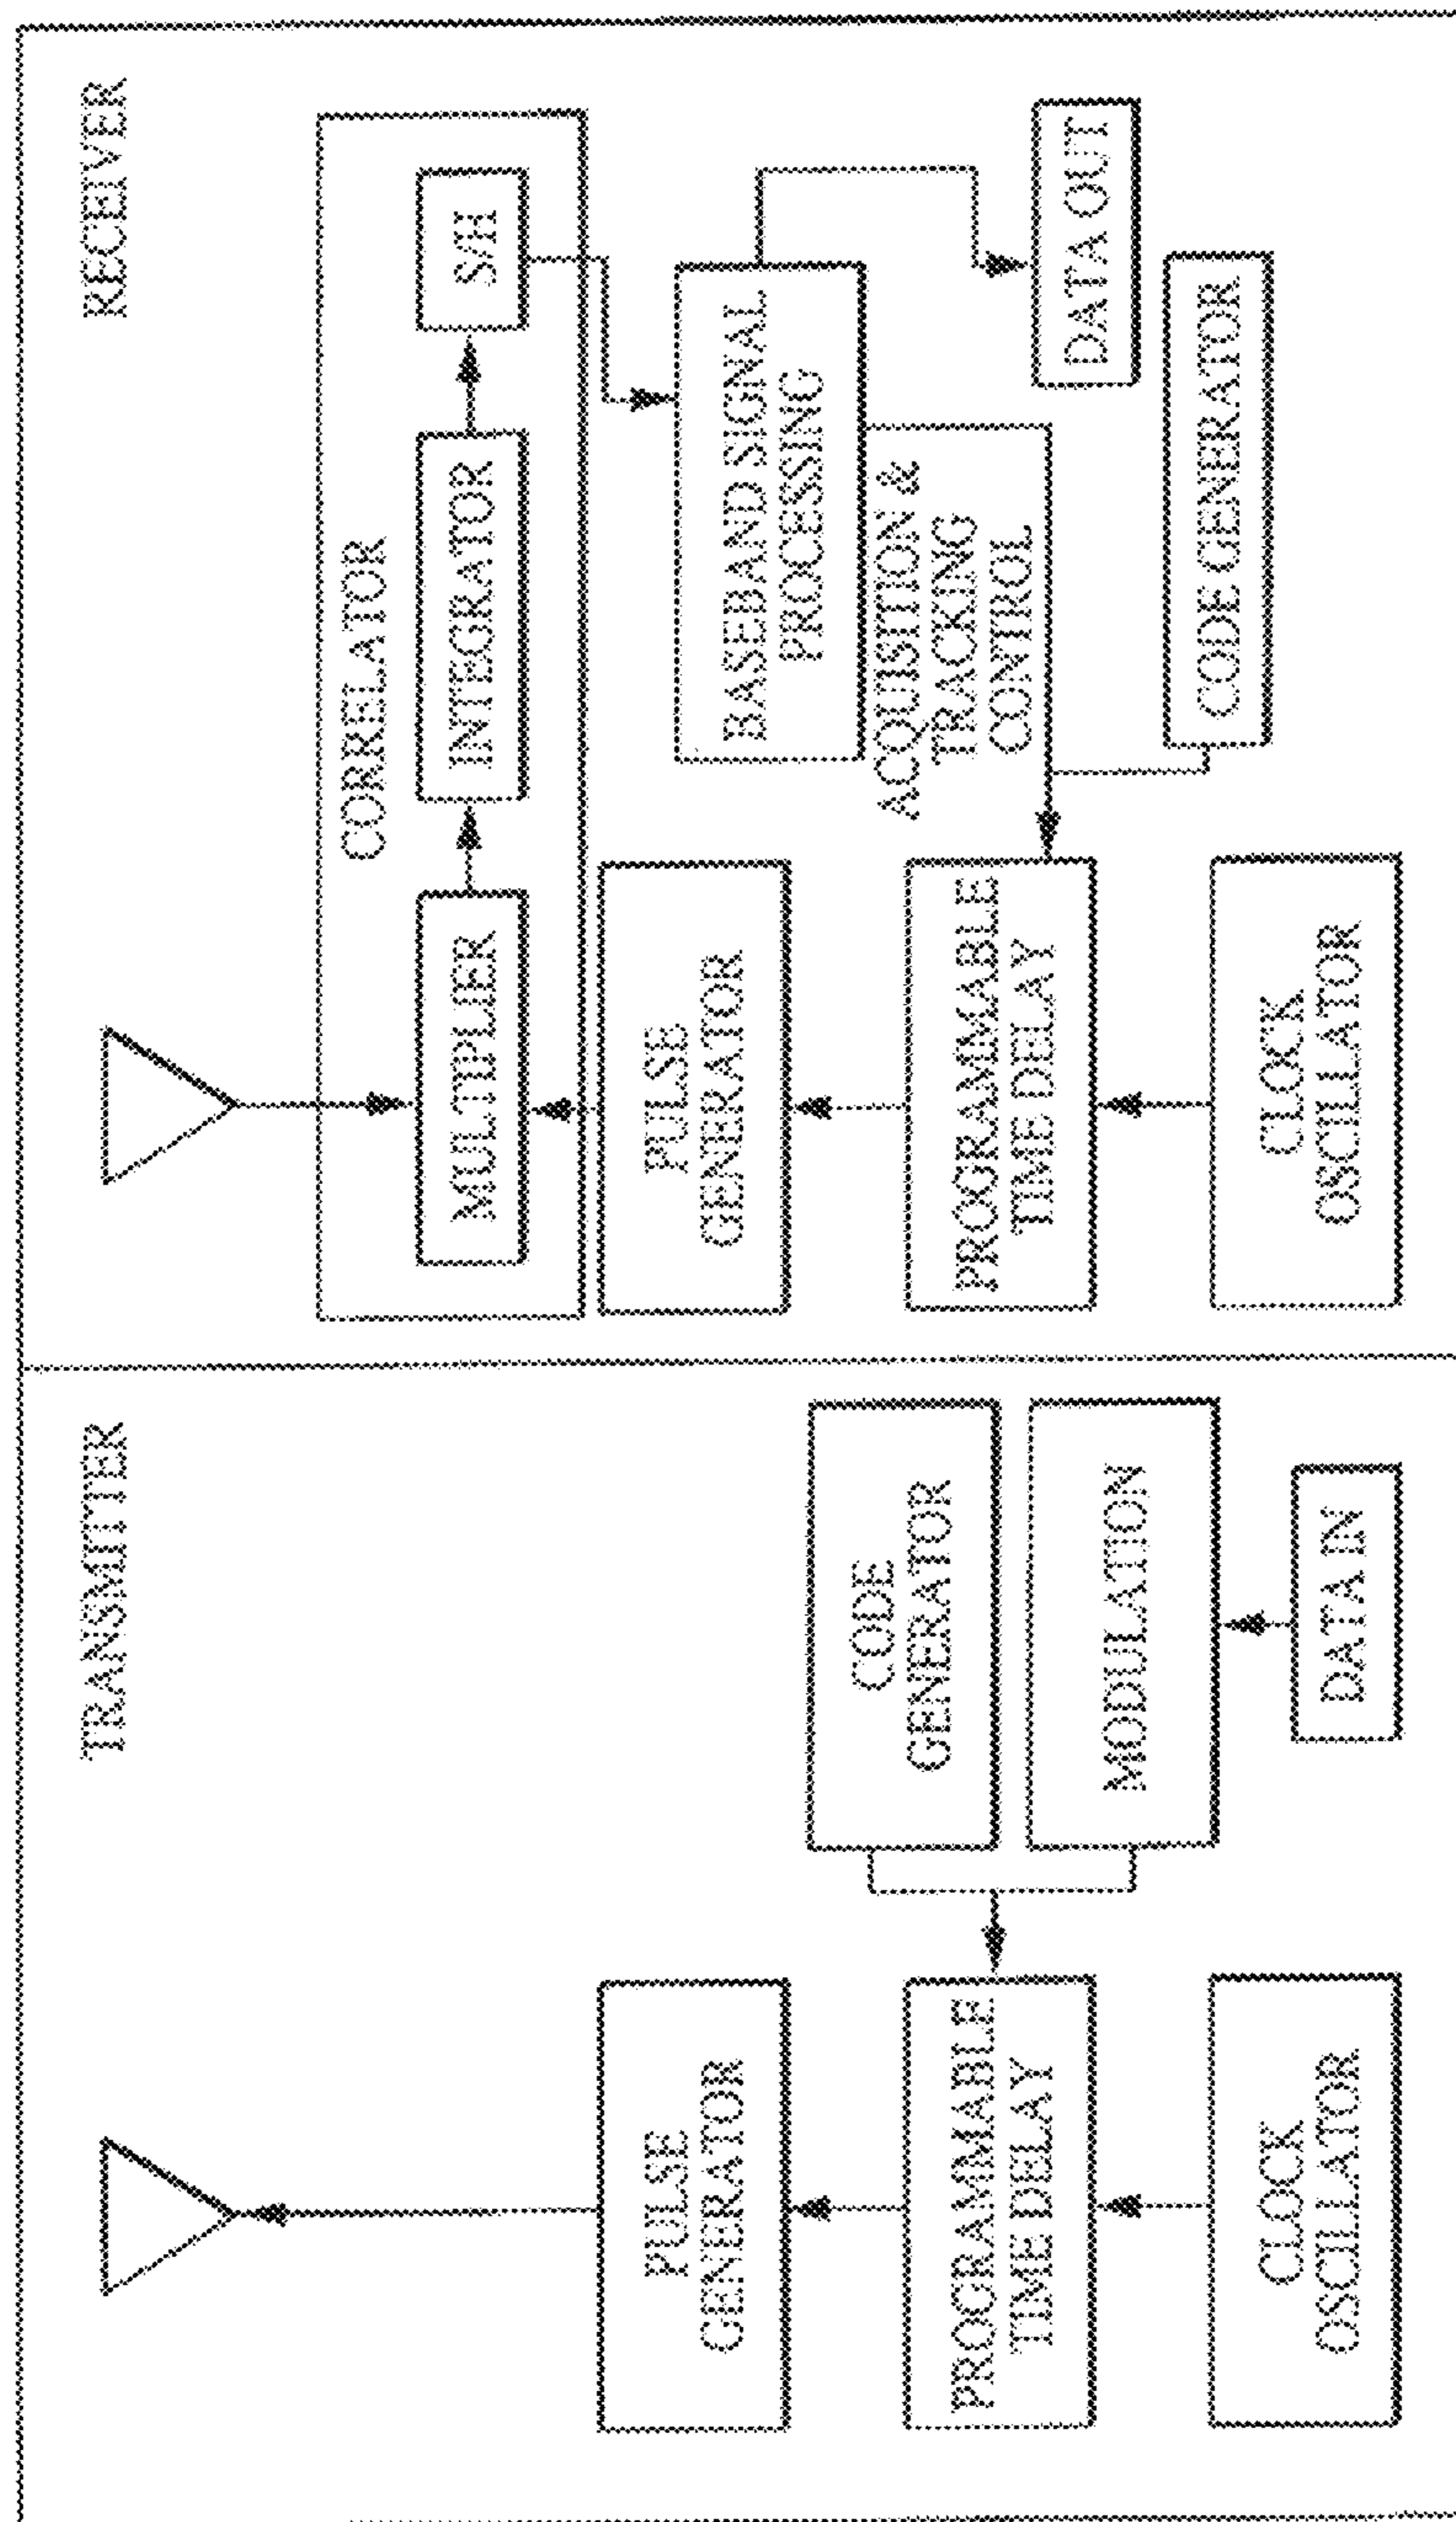 TRANSMITTER
PULSE
GENERATOR
PROGRAMMABLE
TIME DELAY
CLOCK
OSCILLATOR
CODE
GENERATOR
MODULATION
DATA IN
RECEIVER
CORRELATOR
MULTIPLIER
INTEGRATOR
S/H
PULSE
GENERATOR
BASEBAND SIGNAL
PROCESSING
ACQUISITION &
TRACKING
CONTROL
PROGRAMMABLE
TIME DELAY
DATA OUT
CODE GENERATOR
CLOCK
OSCILLATOR